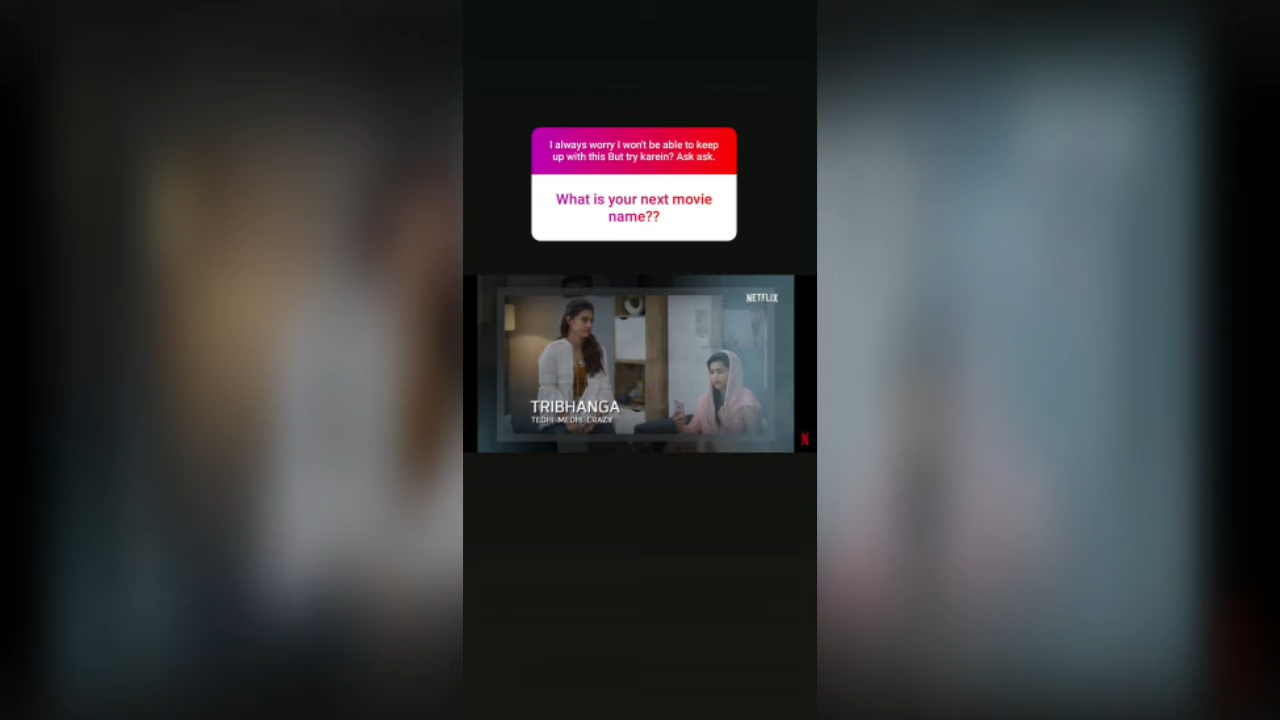 I always worry I won't be able to keep
up with this But try karein? Ask ask.
What is your next movie
name??
NETFLIX
TRIBHANGA
TEDHI MEDHI CRAZY
N